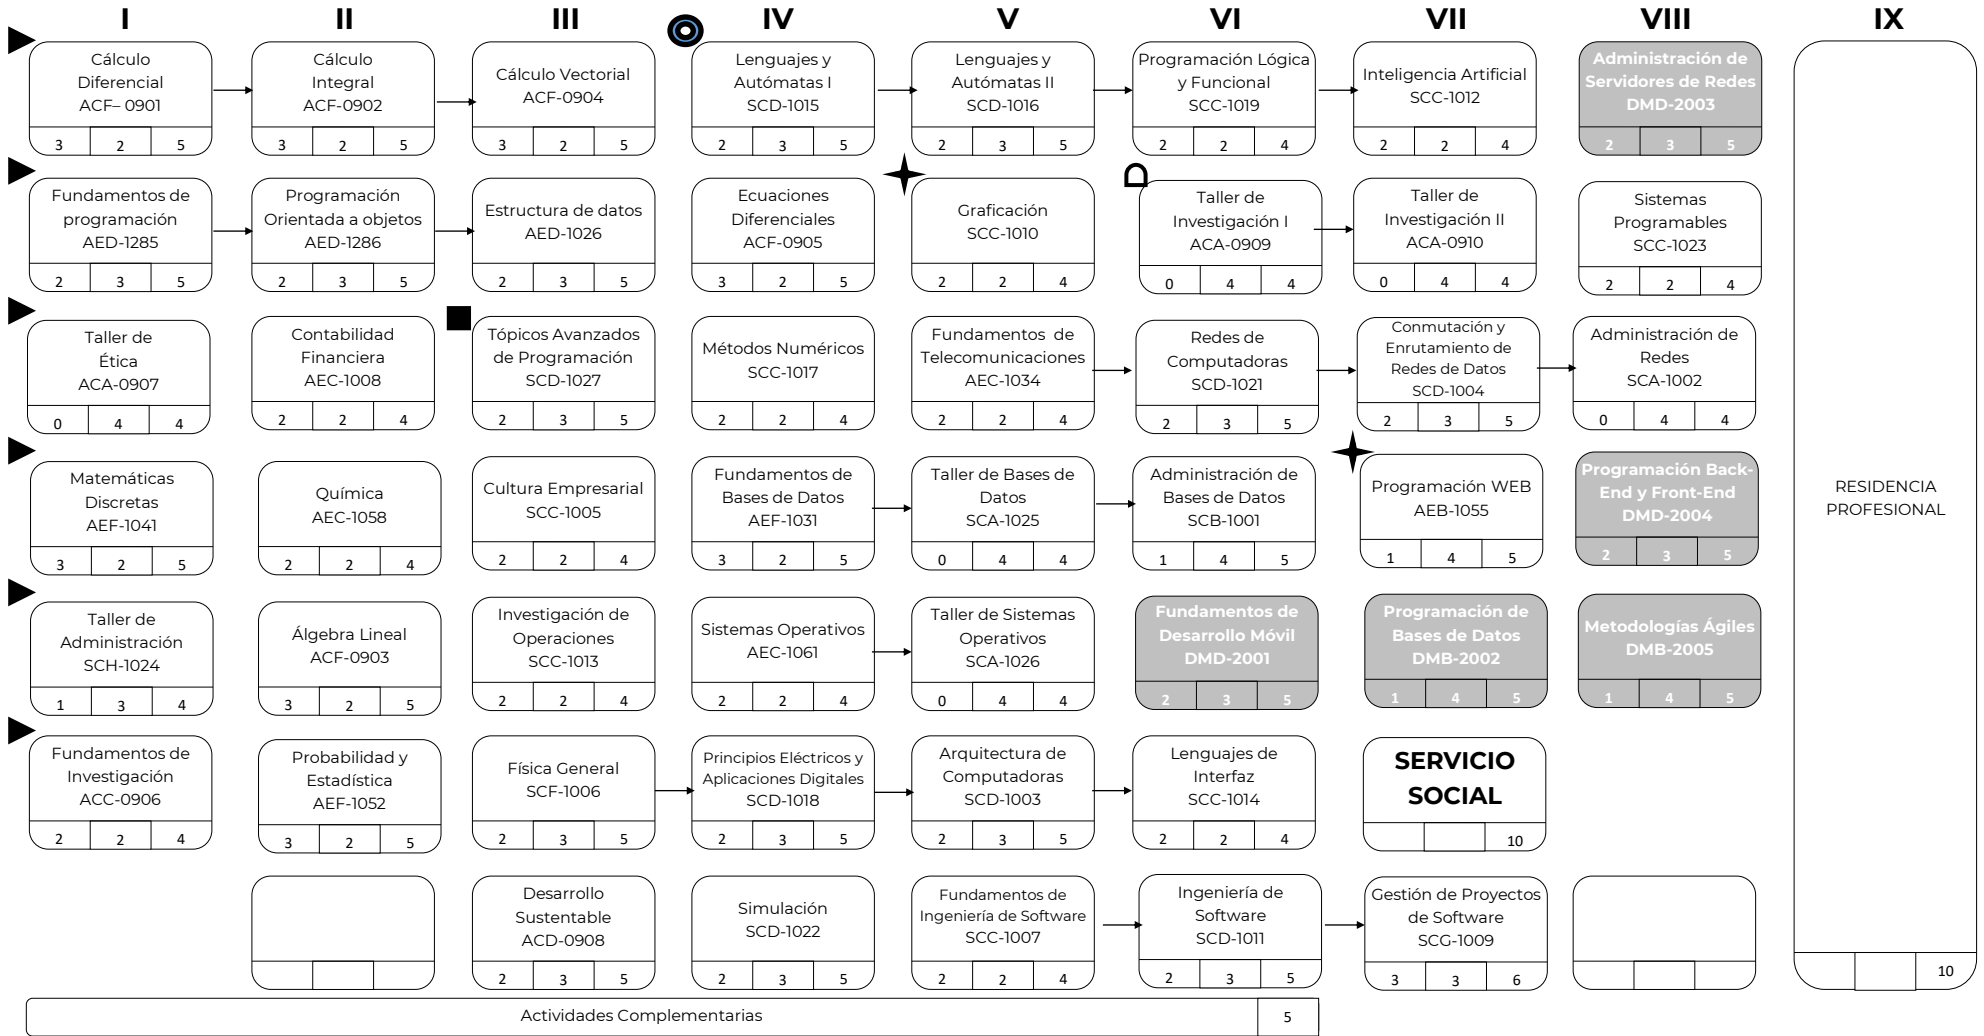 I II III IV V VI VII VIII IX
Cálculo
Diferencial
ACF– 0901
3 2 5
Cálculo
Integral
ACF-0902
3 2 5
Cálculo Vectorial
ACF-0904
3 2 5
Lenguajes y
Autómatas I
SCD-1015
2 3 5
Lenguajes y
Autómatas II
SCD-1016
2 3 5
Programación Lógica
y Funcional
SCC-1019
2 2 4
Inteligencia Artificial
SCC-1012
2 2 4
Administración de
Servidores de Redes
DMD-2003
2 3 5
Fundamentos de
programación
AED-1285
2 3 5
Programación
Orientada a objetos
AED-1286
2 3 5
Estructura de datos
AED-1026
2 3 5
Ecuaciones
Diferenciales
ACF-0905
3 2 5
Graficación
SCC-1010
2 2 4
D
Taller de
Investigación I
ACA-0909
0 4 4
Taller de
Investigación II
ACA-0910
0 4 4
Sistemas
Programables
SCC-1023
2 2 4
Taller de
Ética
ACA-0907
0 4 4
Contabilidad
Financiera
AEC-1008
2 2 4
Tópicos Avanzados
de Programación
SCD-1027
2 3 5
Métodos Numéricos
SCC-1017
2 2 4
Fundamentos de
Telecomunicaciones
AEC-1034
2 2 4
Redes de
Computadoras
SCD-1021
2 3 5
Conmutación y
Enrutamiento de
Redes de Datos
SCD-1004
2 3 5
Administración de
Redes
SCA-1002
0 4 4
Matemáticas
Discretas
AEF-1041
3 2 5
Química
AEC-1058
2 2 4
Cultura Empresarial
SCC-1005
2 2 4
Fundamentos de
Bases de Datos
AEF-1031
3 2 5
Taller de Bases de
Datos
SCA-1025
0 4 4
Administración de
Bases de Datos
SCB-1001
1 4 5
Programación WEB
AEB-1055
1 4 5
Programación Back-
End y Front-End
DMD-2004
2 3 5
Taller de
Administración
SCH-1024
1 3 4
Álgebra Lineal
ACF-0903
3 2 5
Investigación de
Operaciones
SCC-1013
2 2 4
Sistemas Operativos
AEC-1061
2 2 4
Taller de Sistemas
Operativos
SCA-1026
0 4 4
Fundamentos de
Desarrollo Móvil
DMD-2001
2 3 5
Programación de
Bases de Datos
DMB-2002
1 4 5
Metodologías Ágiles
DMB-2005
1 4 5
Fundamentos de
Investigación
ACC-0906
2 2 4
Probabilidad y
Estadística
AEF-1052
3 2 5
Física General
SCF-1006
2 3 5
Principios Eléctricos y
Aplicaciones Digitales
SCD-1018
2 3 5
Arquitectura de
Computadoras
SCD-1003
2 3 5
Lenguajes de
Interfaz
SCC-1014
2 2 4
SERVICIO
SOCIAL
10
Desarrollo
Sustentable
ACD-0908
2 3 5
Simulación
SCD-1022
2 3 5
Fundamentos de
Ingeniería de Software
SCC-1007
2 2 4
Ingeniería de
Software
SCD-1011
2 3 5
Gestión de Proyectos
de Software
SCG-1009
3 3 6
RESIDENCIA
PROFESIONAL
10
Actividades Complementarias 5